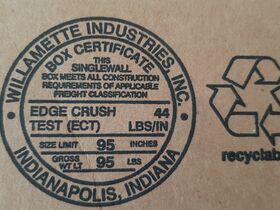 WILLAMETTE INDUSTRIES, INC.
BOX CERTIFICATE
THIS
SINGLEWALL
BOX MEETS ALL CONSTRUCTION
REQUIREMENTS OF APPLICABLE
FREIGHT CLASSIFICATION
EDGE CRUSH 44
TEST (ECT) LBS/IN
SIZE LIMIT 95 INCHES
GROSS
WT LT 95 LBS
INDIANAPOLIS, INDIANA
recyclab